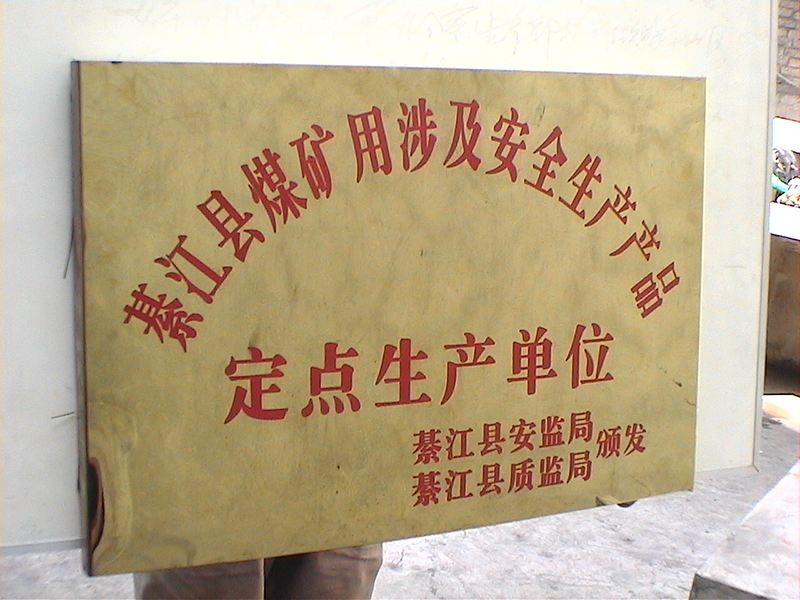 綦江县煤矿用涉及安全生产产品
定点生产单位
綦江县安监局
綦江县质监局
颁发